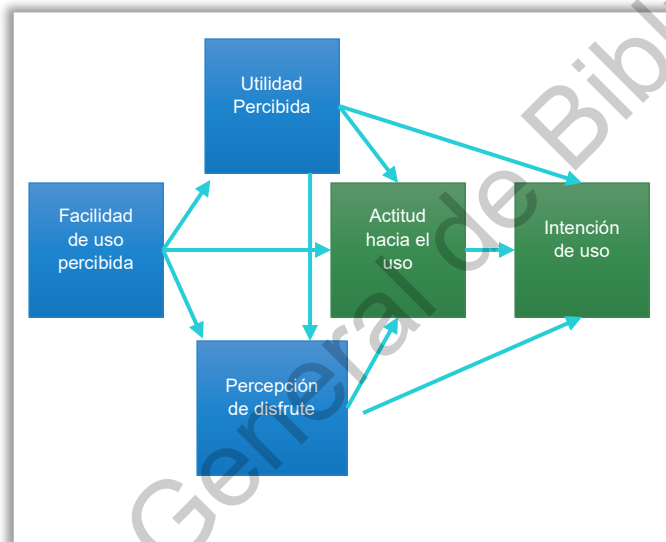 Utilidad
Percibida
Facilidad
de uso
percibida
Actitud
hacia el
uso
Intención
de uso
Percepción
de disfrute
General de Bibl